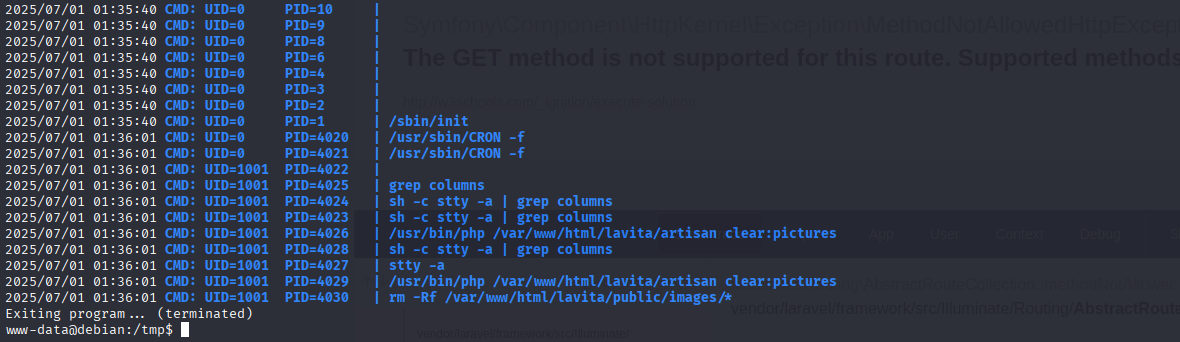 2025/07/01 01:35:40 CMD: UID=0     PID=10     |
2025/07/01 01:35:40 CMD: UID=0     PID=9      |
2025/07/01 01:35:40 CMD: UID=0     PID=8      |
2025/07/01 01:35:40 CMD: UID=0     PID=6      |
2025/07/01 01:35:40 CMD: UID=0     PID=4      |
2025/07/01 01:35:40 CMD: UID=0     PID=3      |
2025/07/01 01:35:40 CMD: UID=0     PID=2      |
2025/07/01 01:35:40 CMD: UID=0     PID=1      | /sbin/init
2025/07/01 01:36:01 CMD: UID=0     PID=4020   | /usr/sbin/CRON -f
2025/07/01 01:36:01 CMD: UID=0     PID=4021   | /usr/sbin/CRON -f
2025/07/01 01:36:01 CMD: UID=1001  PID=4022   |
2025/07/01 01:36:01 CMD: UID=1001  PID=4025   | grep columns
2025/07/01 01:36:01 CMD: UID=1001  PID=4024   | sh -c stty -a | grep columns
2025/07/01 01:36:01 CMD: UID=1001  PID=4023   | sh -c stty -a | grep columns
2025/07/01 01:36:01 CMD: UID=1001  PID=4026   | /usr/bin/php /var/www/html/lavita/artisan clear:pictures
2025/07/01 01:36:01 CMD: UID=1001  PID=4028   | sh -c stty -a | grep columns
2025/07/01 01:36:01 CMD: UID=1001  PID=4027   | stty -a
2025/07/01 01:36:01 CMD: UID=1001  PID=4029   | /usr/bin/php /var/www/html/lavita/artisan clear:pictures
2025/07/01 01:36:01 CMD: UID=1001  PID=4030   | rm -Rf /var/www/html/lavita/public/images/*
Exiting program... (terminated)
www-data@debian:/tmp$
Symfony\Component\HttpKernel\Exception\MethodNotAllowedHttpExcep
The GET method is not supported for this route. Supported methods
App User Context Debug
vendor/laravel/framework/src/Illuminate/Routing/AbstractRoute
vendor/laravel/framework/src/Illuminate/